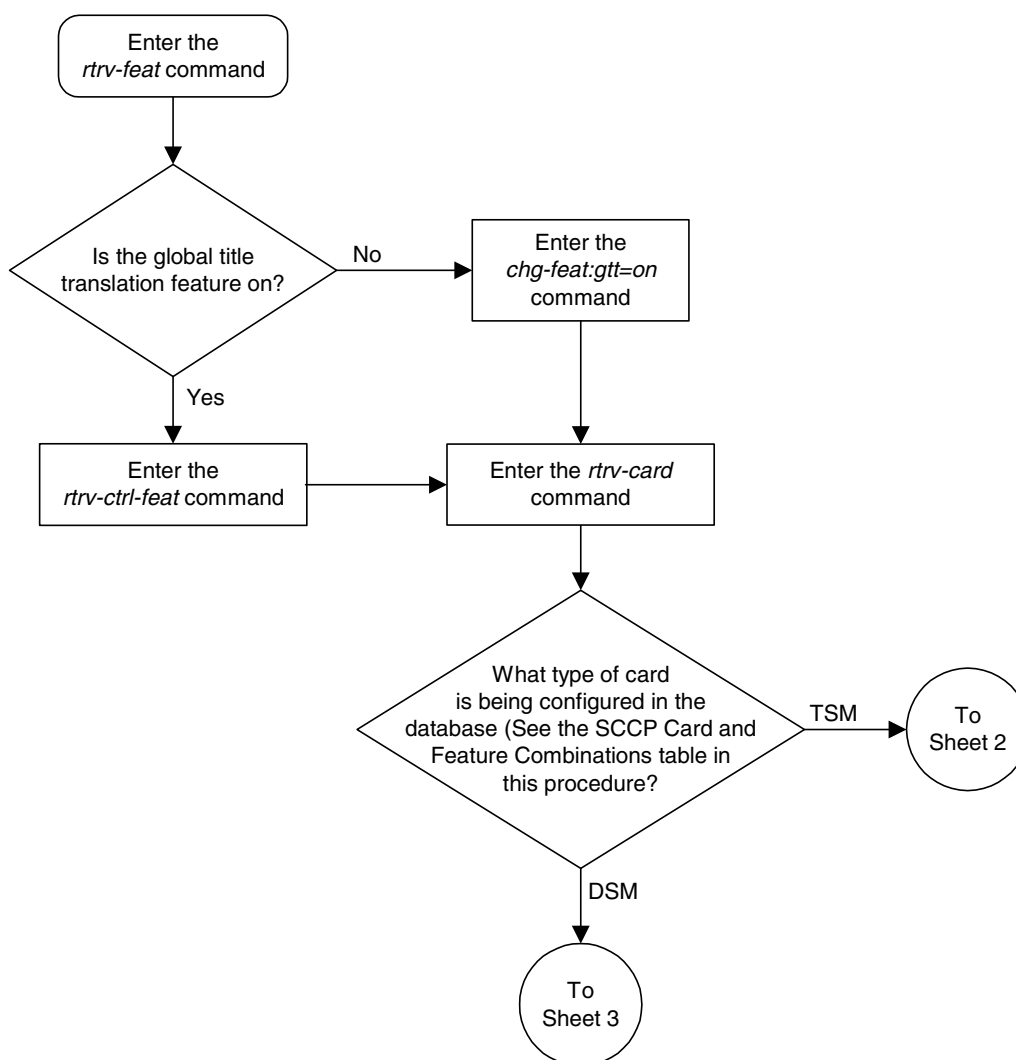 Enter the
rtrv-feat command
Is the global title
translation feature on?
No
Enter the
chg-feat:gtt=on
command
Yes
Enter the
rtrv-ctrl-feat command
Enter the rtrv-card
command
What type of card
is being configured in the
database (See the SCCP Card and
Feature Combinations table in
this procedure?
TSM
To
Sheet 2
DSM
To
Sheet 3